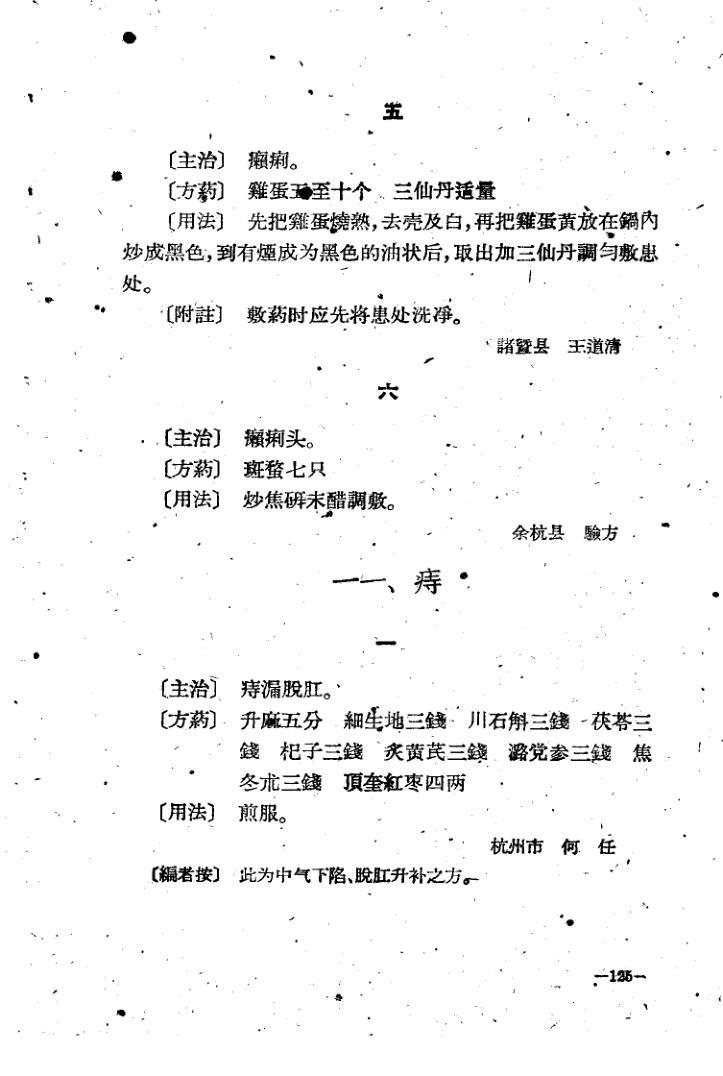 五
〔主治〕 癩痢。
〔方葯〕 雞蛋五至十个 三仙丹适量
〔用法〕 先把雞蛋燒熟,去壳及白,再把雞蛋黄放在鍋內
炒成黑色,到有煙成为黑色的油状后,取出加三仙丹調匀敷患
处。
〔附註〕 敷葯时应先将患处洗凈。
諸暨县 王道清
六
〔主治〕 癩痢头。
〔方葯〕 斑蝥七只
〔用法〕 炒焦硏末醋調敷。
余杭县 驗方
一一、痔
一
〔主治〕 痔漏脫肛。
〔方葯〕 升麻五分 細生地三錢 川石斛三錢 茯苓三
錢 杞子三錢 炙黄芪三錢 潞党参三錢 焦
冬朮三錢 頂奎紅枣四两
〔用法〕 煎服。
杭州市 何任
〔編者按〕 此为中气下陷、脫肛升补之方。
—125—